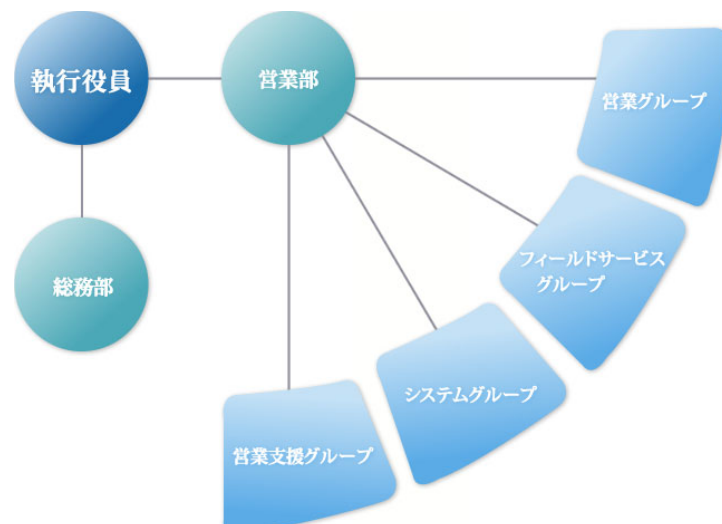 執行役員
営業部
営業グループ
総務部
フィールドサービス
グループ
システムグループ
営業支援グループ